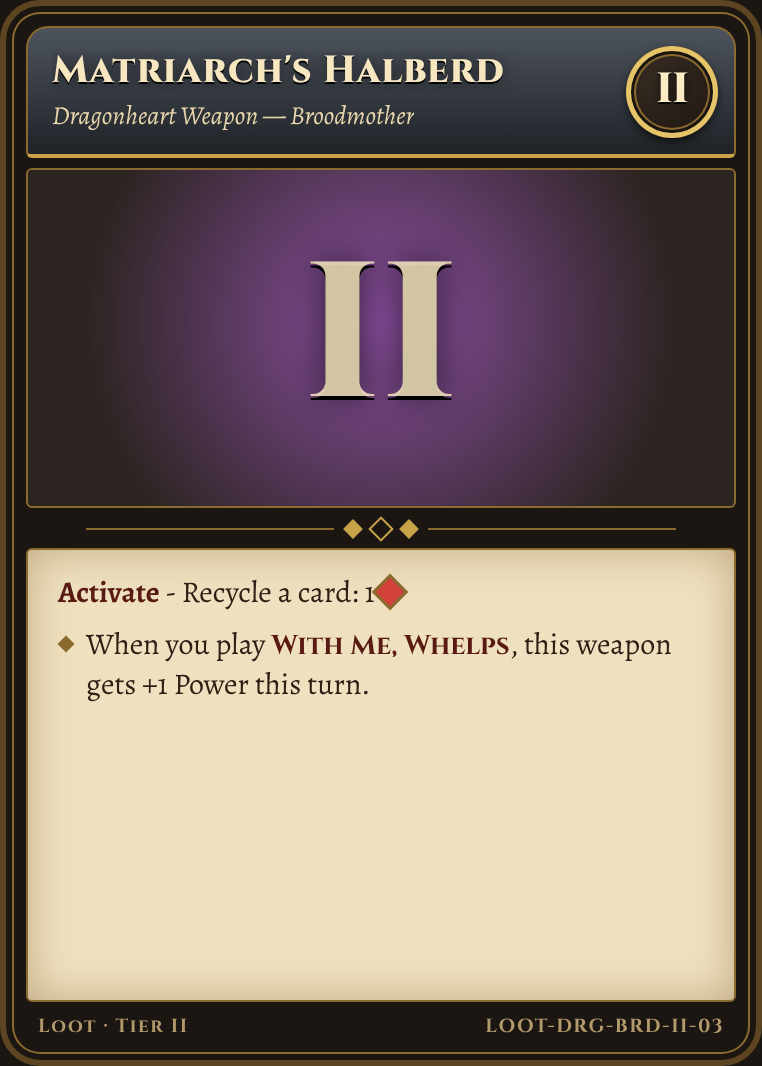 Matriarch's Halberd
Dragonheart Weapon — Broodmother
II
II
Activate - Recycle a card: 1
When you play With Me, Whelps, this weapon
gets +1 Power this turn.
Loot · Tier II
LOOT-DRG-BRD-II-03